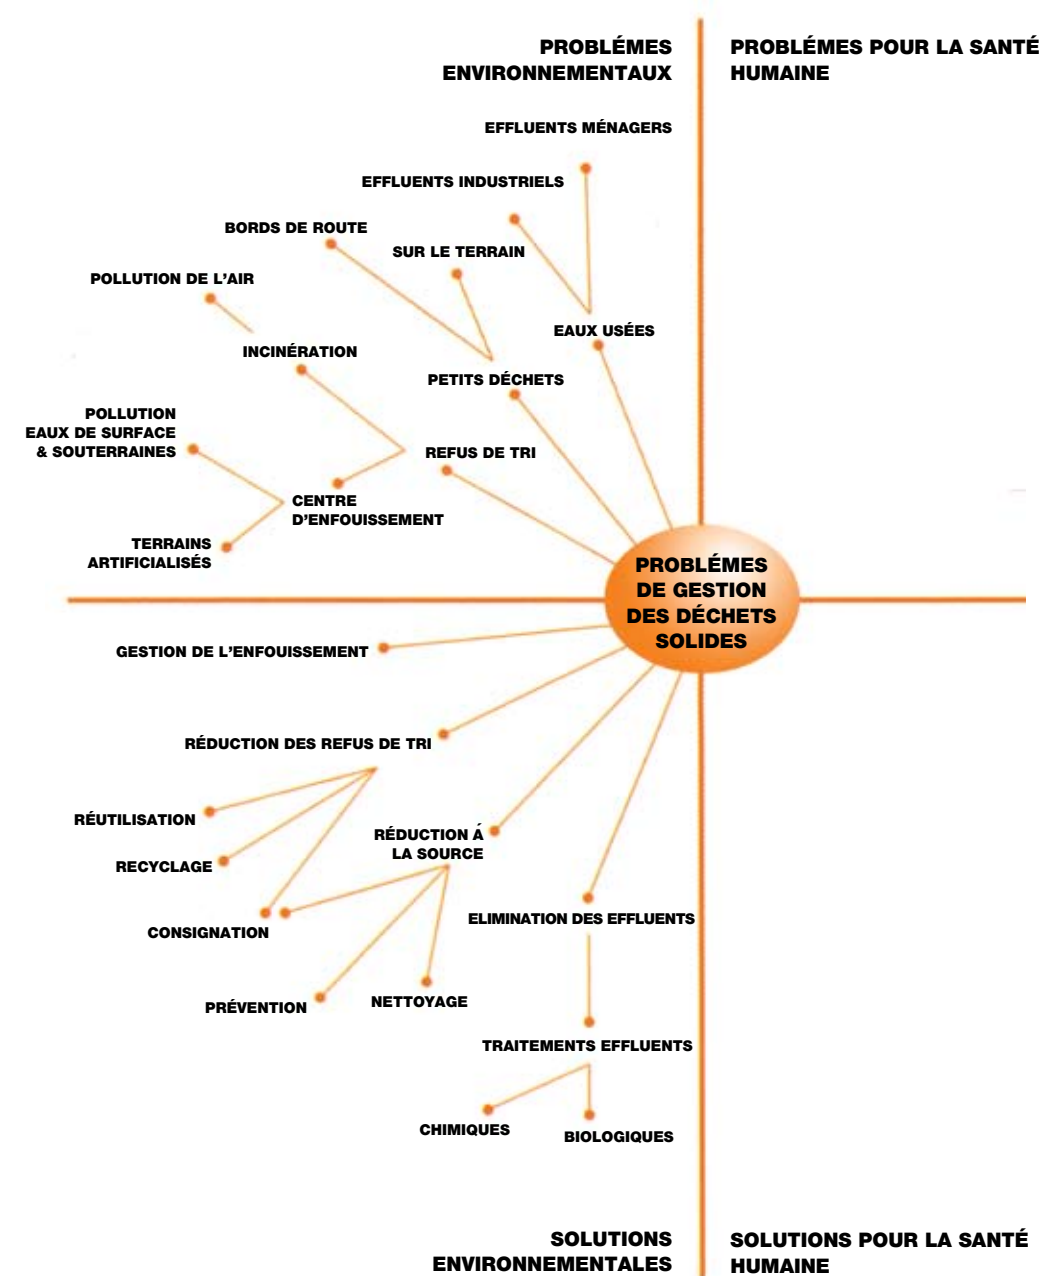 PROBLÉMES
ENVIRONNEMENTAUX
PROBLÉMES POUR LA SANTÉ
HUMAINE
EFFLUENTS MÉNAGERS
EFFLUENTS INDUSTRIELS
BORDS DE ROUTE
SUR LE TERRAIN
POLLUTION DE L’AIR
EAUX USÉES
INCINÉRATION
PETITS DÉCHETS
POLLUTION
EAUX DE SURFACE
& SOUTERRAINES
REFUS DE TRI
CENTRE
D’ENFOUISSEMENT
TERRAINS
ARTIFICIALISÉS
PROBLÉMES
DE GESTION
DES DÉCHETS
SOLIDES
GESTION DE L’ENFOUISSEMENT
RÉDUCTION DES REFUS DE TRI
RÉUTILISATION
RECYCLAGE
RÉDUCTION Á
LA SOURCE
CONSIGNATION
ELIMINATION DES EFFLUENTS
PRÉVENTION
NETTOYAGE
TRAITEMENTS EFFLUENTS
CHIMIQUES
BIOLOGIQUES
SOLUTIONS
ENVIRONNEMENTALES
SOLUTIONS POUR LA SANTÉ
HUMAINE